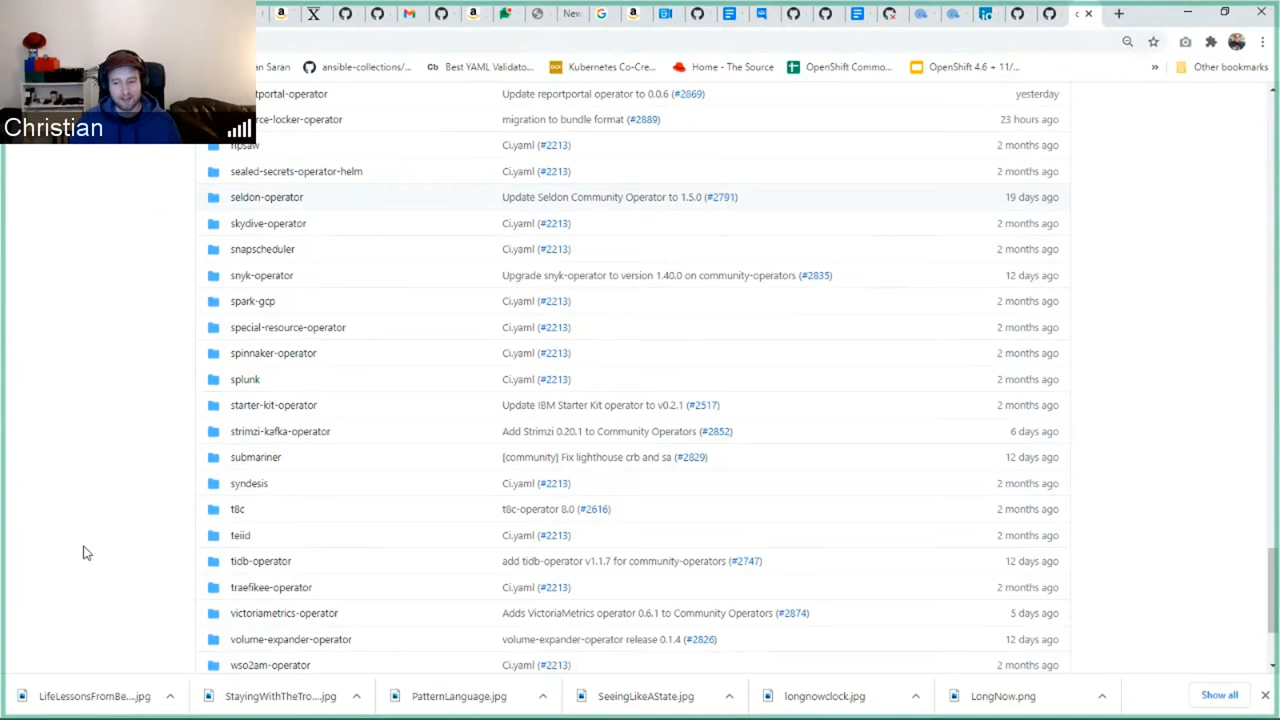 New
an Saran
ansible-collections/...
Cb Best YAML Validato...
Kubernetes Co-Cre...
Home - The Source
OpenShift Commo...
OpenShift 4.6 + 11/...
»
Other bookmarks
Christian
rtportal-operator Update reportportal operator to 0.0.6 (#2869) yesterday
rce-locker-operator migration to bundle format (#2889) 23 hours ago
ripsaw Ci.yaml (#2213) 2 months ago
sealed-secrets-operator-helm Ci.yaml (#2213) 2 months ago
seldon-operator Update Seldon Community Operator to 1.5.0 (#2791) 19 days ago
skydive-operator Ci.yaml (#2213) 2 months ago
snapscheduler Ci.yaml (#2213) 2 months ago
snyk-operator Upgrade snyk-operator to version 1.40.0 on community-operators (#2835) 12 days ago
spark-gcp Ci.yaml (#2213) 2 months ago
special-resource-operator Ci.yaml (#2213) 2 months ago
spinnaker-operator Ci.yaml (#2213) 2 months ago
splunk Ci.yaml (#2213) 2 months ago
starter-kit-operator Update IBM Starter Kit operator to v0.2.1 (#2517) 2 months ago
strimzi-kafka-operator Add Strimzi 0.20.1 to Community Operators (#2852) 6 days ago
submariner [community] Fix lighthouse crb and sa (#2829) 12 days ago
syndesis Ci.yaml (#2213) 2 months ago
t8c t8c-operator 8.0 (#2616) 2 months ago
teiid Ci.yaml (#2213) 2 months ago
tidb-operator add tidb-operator v1.1.7 for community-operators (#2747) 12 days ago
traefikee-operator Ci.yaml (#2213) 2 months ago
victoriametrics-operator Adds VictoriaMetrics operator 0.6.1 to Community Operators (#2874) 5 days ago
volume-expander-operator volume-expander-operator release 0.1.4 (#2826) 12 days ago
wso2am-operator Ci.yaml (#2213) 2 months ago
LifeLessonsFromBe....jpg
StayingWithTheTro....jpg
PatternLanguage.jpg
SeeingLikeAState.jpg
longnowclock.jpg
LongNow.png
Show all